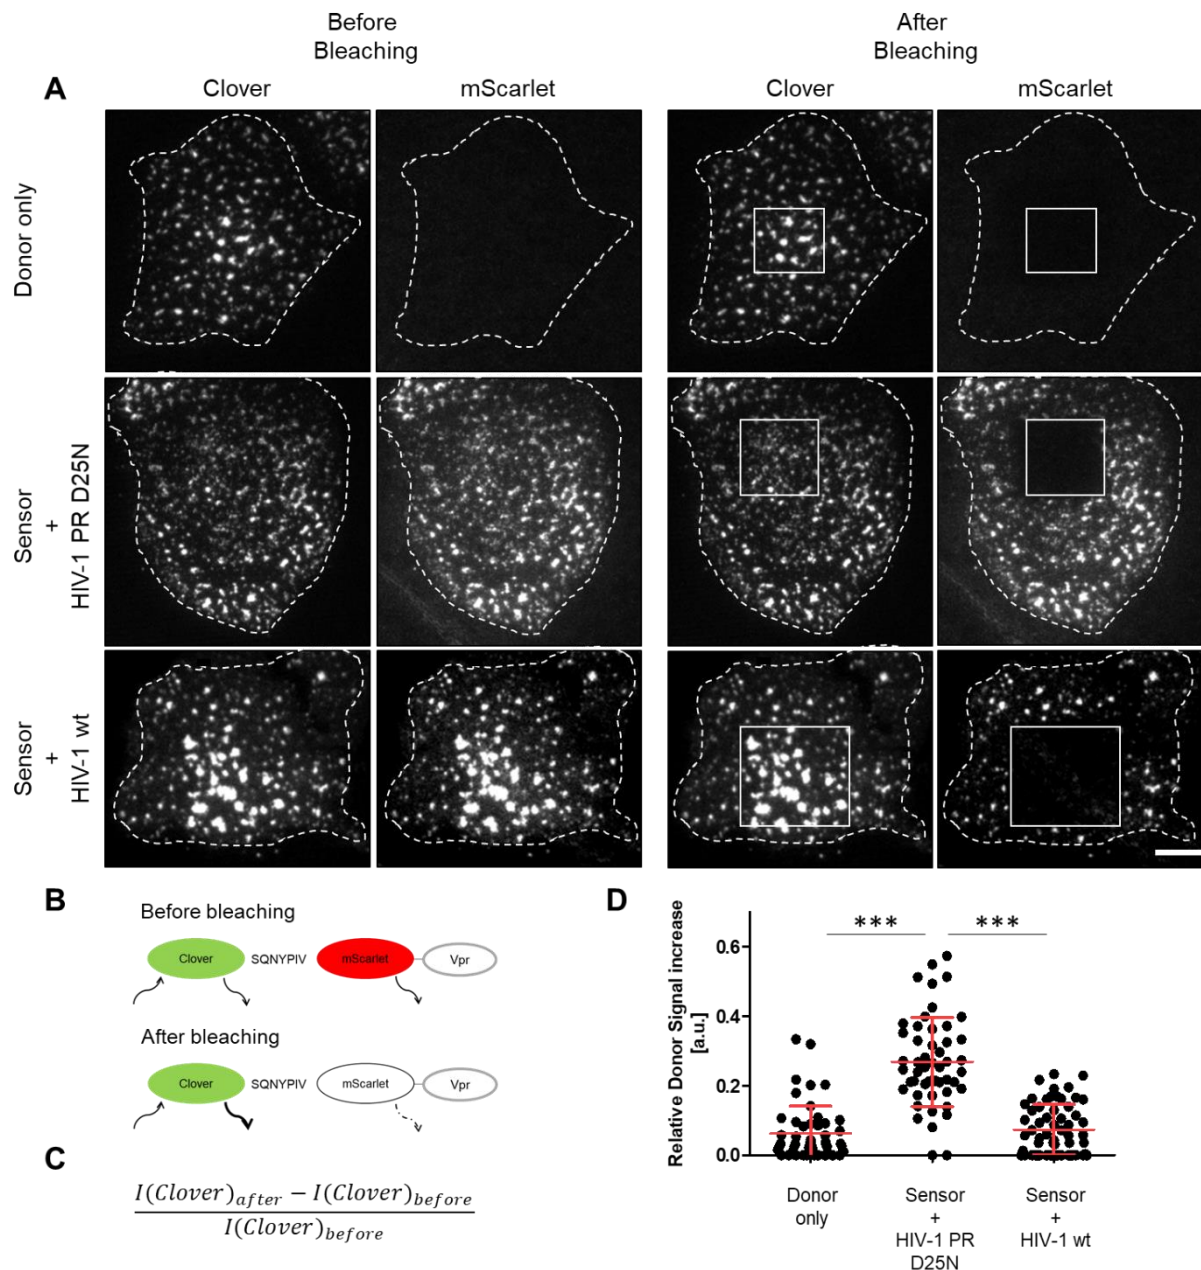 Before
Bleaching
After
Bleaching
A
Clover
mScarlet
Clover
mScarlet
Donor only
Sensor
+
HIV-1 PR D25N
Sensor
+
HIV-1 wt
B
Before bleaching
Clover SQNYPIV mScarlet Vpr
After bleaching
Clover SQNYPIV mScarlet Vpr
C
I(Clover)after − I(Clover)before
I(Clover)before
D
Relative Donor Signal increase
[a.u.]
0.6
0.4
0.2
0.0
*** ***
Donor
only
Sensor
+
HIV-1 PR
D25N
Sensor
+
HIV-1 wt